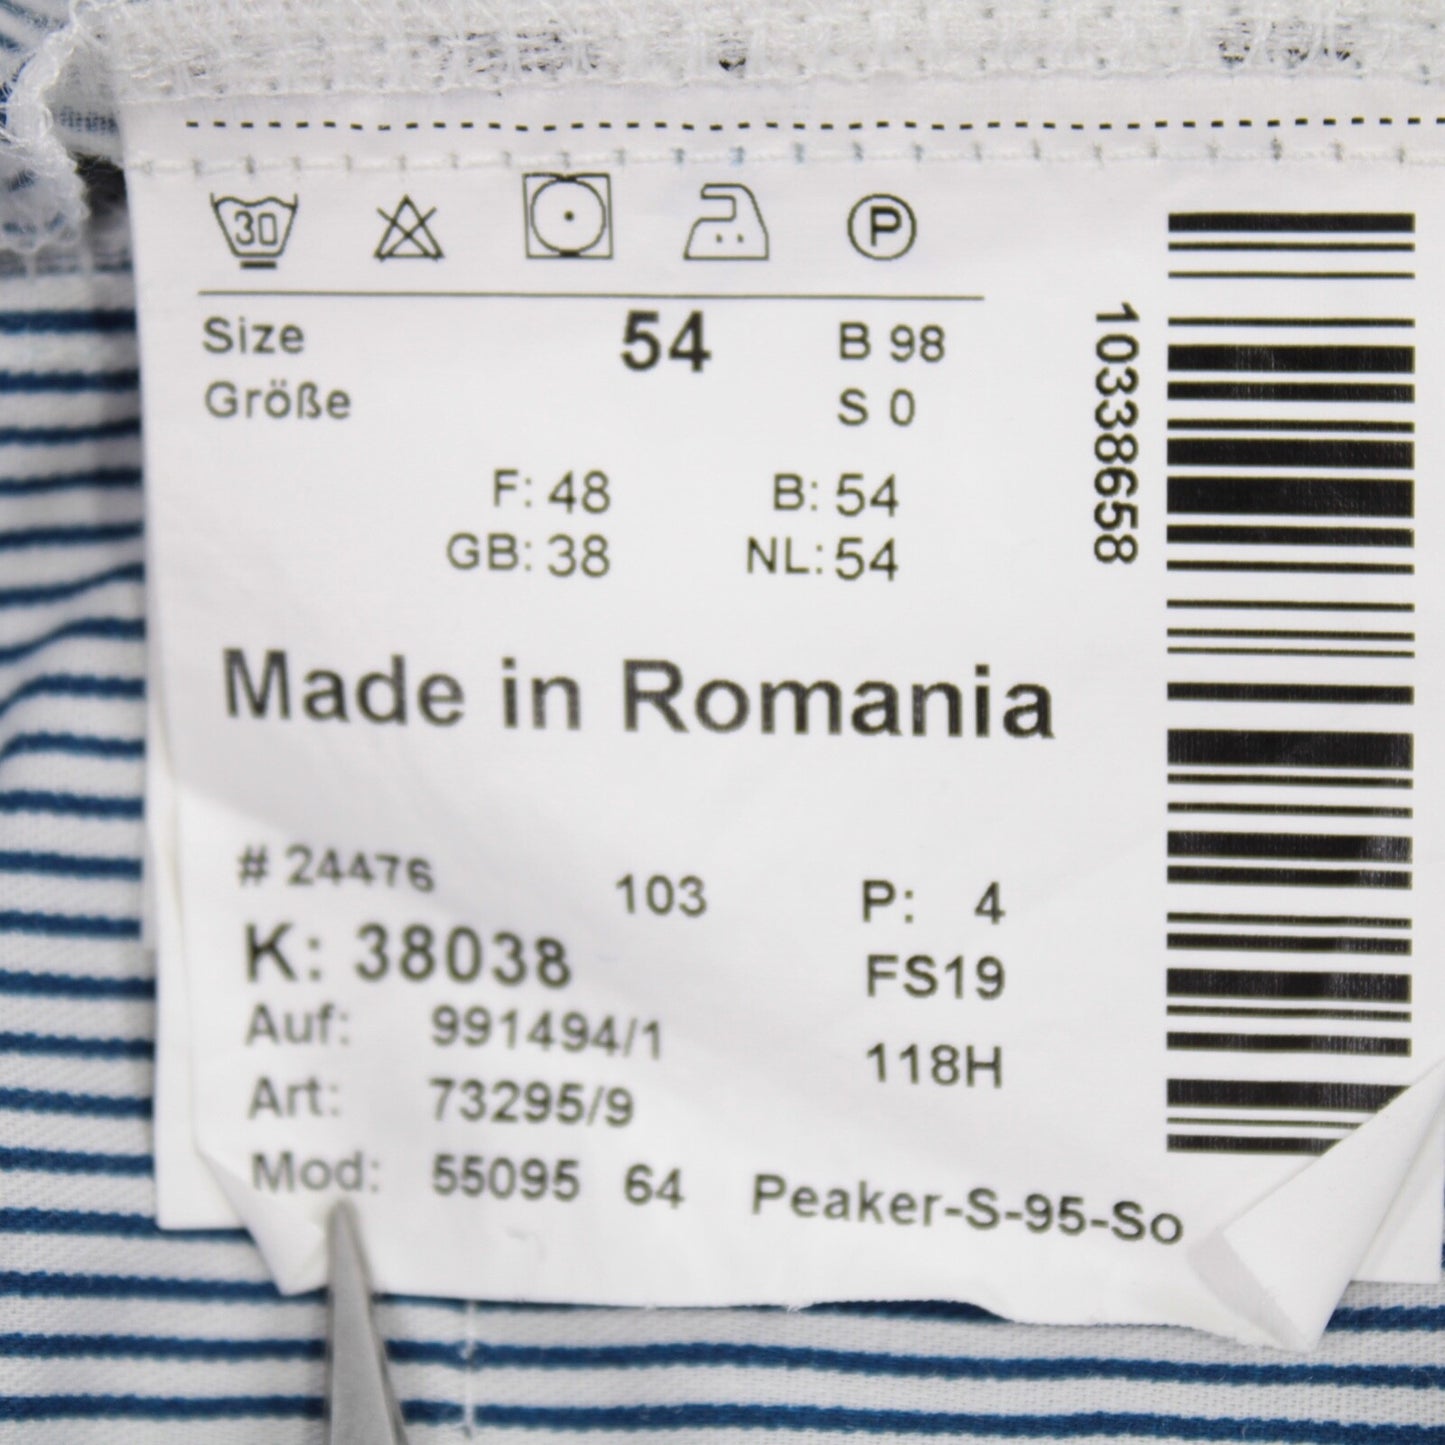 30
P
Size 54 B 98
Größe S 0
F: 48 B: 54
GB: 38 NL: 54
Made in Romania
# 24476 103 P: 4
K: 38038 FS19
Auf: 991494/1 118H
Art: 73295/9
Mod: 55095 64 Peaker-S-95-So
10338658